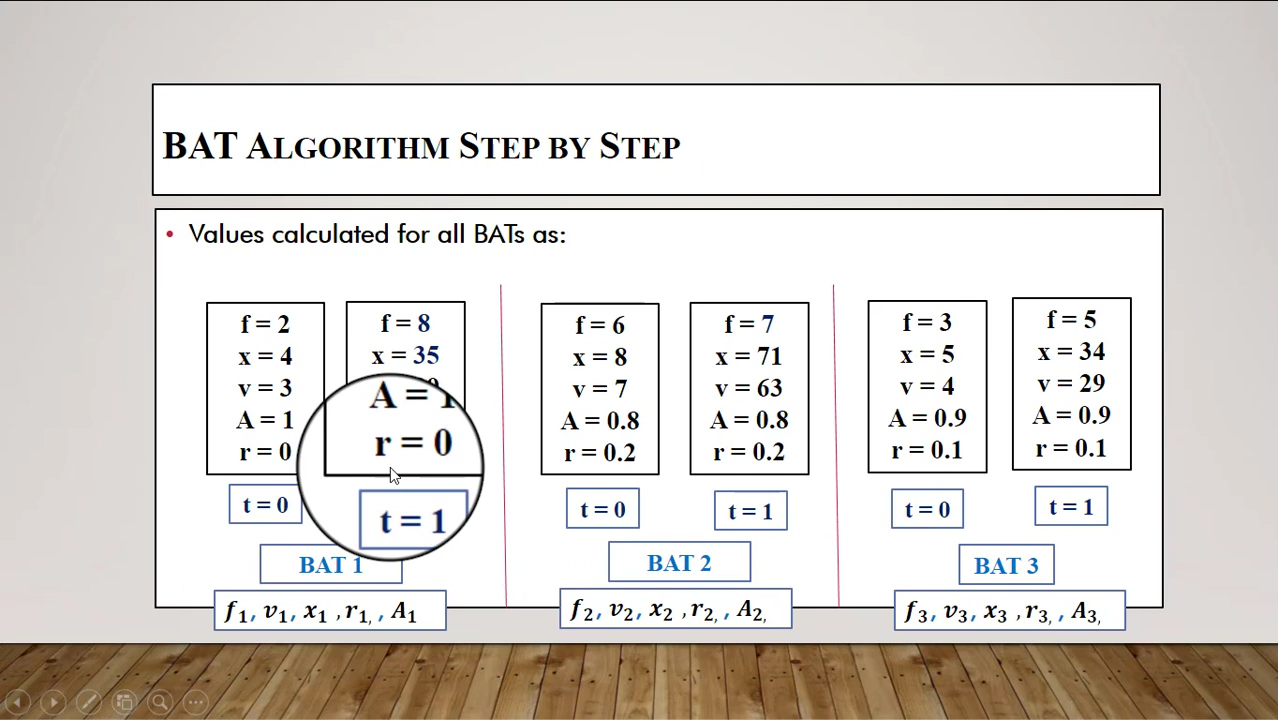 BAT ALGORITHM STEP BY STEP
• Values calculated for all BATs as:
f = 2
x = 4
v = 3
A = 1
r = 0
t = 0
f = 8
x = 35
A = 1
r = 0
t = 1
BAT 1
f₁, v₁, x₁ ,r₁, , A₁
f = 6
x = 8
v = 7
A = 0.8
r = 0.2
t = 0
f = 7
x = 71
v = 63
A = 0.8
r = 0.2
t = 1
BAT 2
f₂, v₂, x₂ ,r₂, , A₂,
f = 3
x = 5
v = 4
A = 0.9
r = 0.1
t = 0
f = 5
x = 34
v = 29
A = 0.9
r = 0.1
t = 1
BAT 3
f₃, v₃, x₃ ,r₃, , A₃,